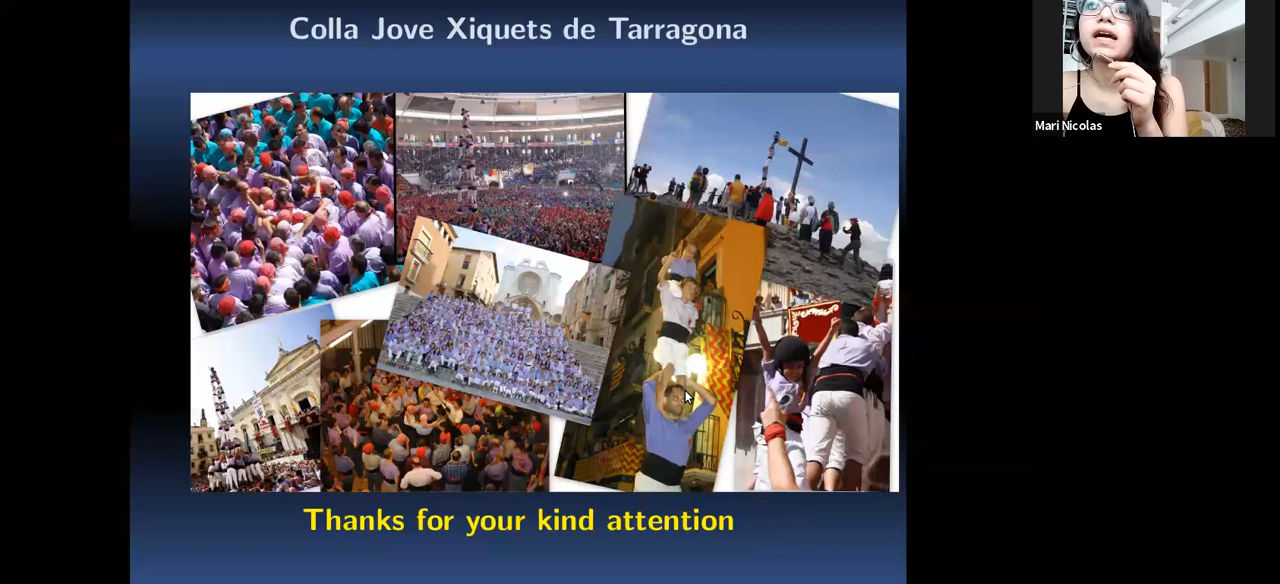 Colla Jove Xiquets de Tarragona
Mari Nicolas
Thanks for your kind attention